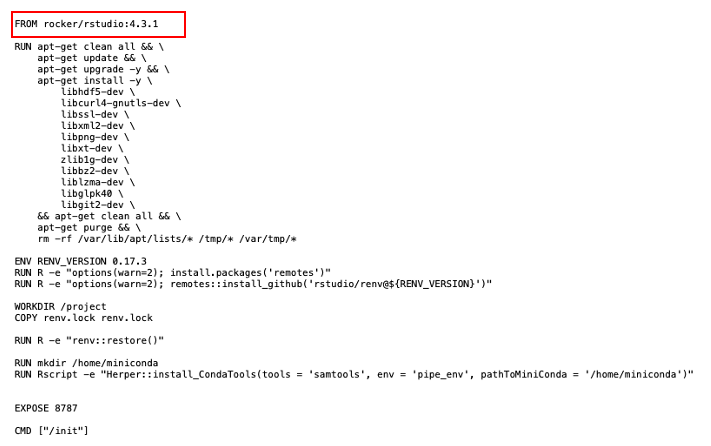 FROM rocker/rstudio:4.3.1
RUN apt-get clean all && \
apt-get update && \
apt-get upgrade -y && \
apt-get install -y \
libhdf5-dev \
libcurl4-gnutls-dev \
libssl-dev \
libxml2-dev \
libpng-dev \
libxt-dev \
zlib1g-dev \
libbz2-dev \
liblzma-dev \
libglpk40 \
libgit2-dev \
&& apt-get clean all && \
apt-get purge && \
rm -rf /var/lib/apt/lists/* /tmp/* /var/tmp/*
ENV RENV_VERSION 0.17.3
RUN R -e "options(warn=2); install.packages('remotes')"
RUN R -e "options(warn=2); remotes::install_github('rstudio/renv@${RENV_VERSION}')"
WORKDIR /project
COPY renv.lock renv.lock
RUN R -e "renv::restore()"
RUN mkdir /home/miniconda
RUN Rscript -e "Herper::install_CondaTools(tools = 'samtools', env = 'pipe_env', pathToMiniConda = '/home/miniconda')"
EXPOSE 8787
CMD ["/init"]